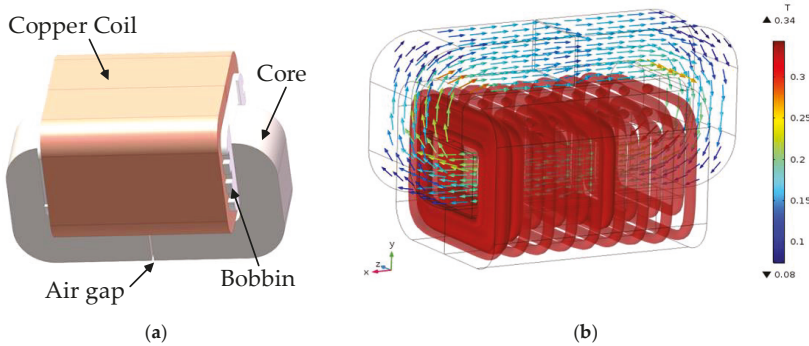 Copper Coil
Core
Bobbin
Air gap
(a)
T
▲ 0.34
0.3
0.25
0.2
0.15
0.1
▼ 0.08
y
z
x
(b)